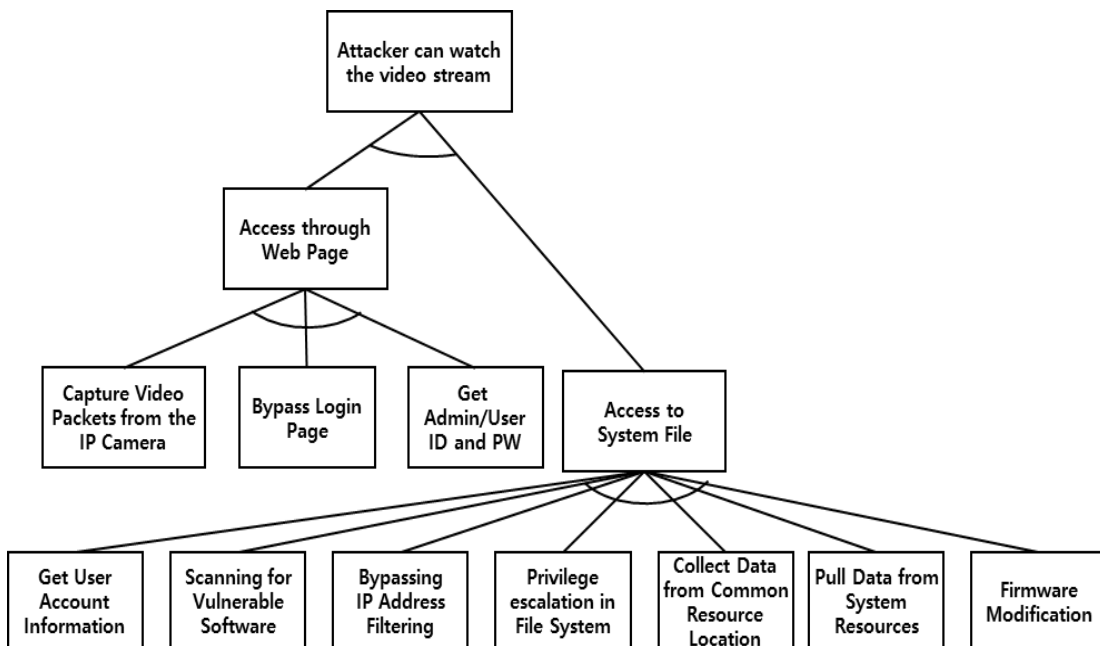 Attacker can watch
the video stream
Access through
Web Page
Capture Video
Packets from the
IP Camera
Bypass Login
Page
Get
Admin/User
ID and PW
Access to
System File
Get User
Account
Information
Scanning for
Vulnerable
Software
Bypassing
IP Address
Filtering
Privilege
escalation in
File System
Collect Data
from Common
Resource
Location
Pull Data from
System
Resources
Firmware
Modification